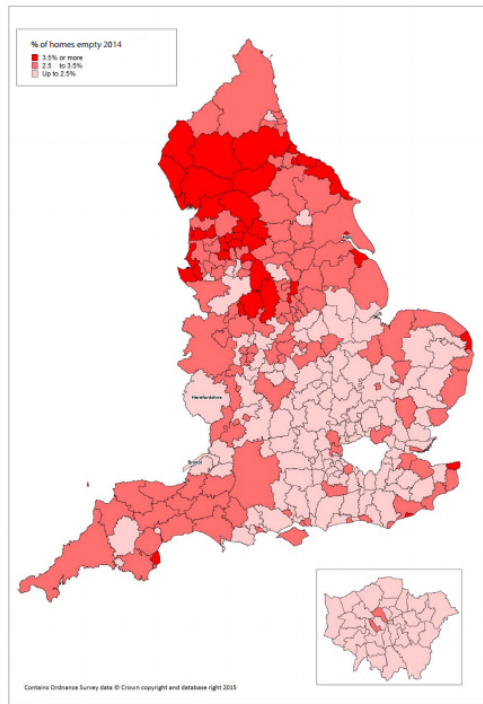 % of homes empty 2014
3.5% or more
2.5 to 3.5%
Up to 2.5%
Herefordshire
Bristol
Contains Ordnance Survey data © Crown copyright and database right 2015